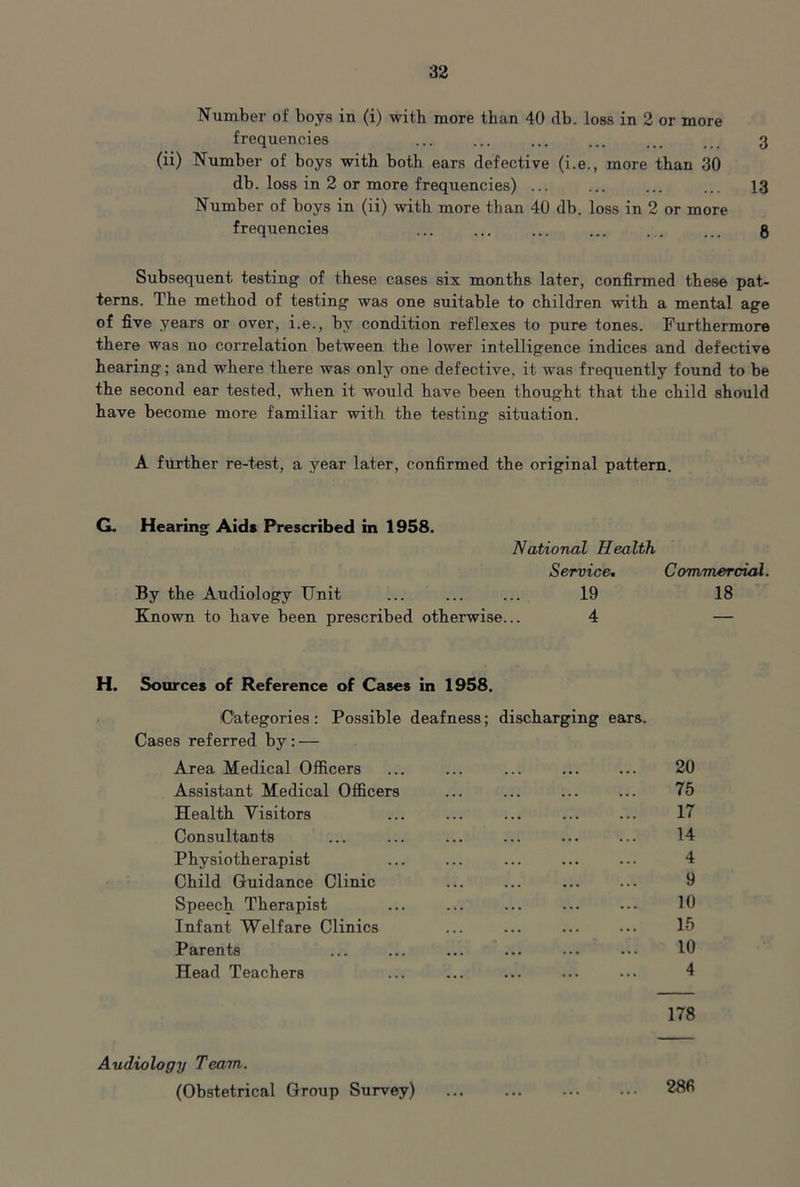 32
Number of boys in (i) with more than 40 db. loss in 2 or more
frequencies ... ... ... ... ... ... 3
(ii) Number of boys with both ears defective (i.e., more than 30
db. loss in 2 or more frequencies) ... ... ... ... 13
Number of boys in (ii) with more than 40 db. loss in 2 or more
frequencies ... ... ... ... ... ... 8
Subsequent testing of these cases six months later, confirmed these pat-
terns. The method of testing was one suitable to children with a mental age
of five years or over, i.e., by condition reflexes to pure tones. Furthermore
there was no correlation between the lower intelligence indices and defective
hearing; and where there was only one defective, it was frequently found to be
the second ear tested, when it would have been thought that the child should
have become more familiar with the testing situation.
A further re-test, a year later, confirmed the original pattern.
G. Hearing Aids Prescribed in 1958.
National Health
Service. Commercial.
By the Audiology Unit ... ... ... 19 18
Known to have been prescribed otherwise... 4 —
H. Sources of Reference of Cases in 1958.
Categories: Possible deafness; discharging ears.
Cases referred by:—
Area Medical Officers ... ... ... ... ... 20
Assistant Medical Officers ... ... ... ... 75
Health Visitors ... ... ... ... ... 17
Consultants ... ... ... ... ... ... 14
Physiotherapist ... ... ... ... ... 4
Child Guidance Clinic ... ... ... ... 9
Speech Therapist ... ... ... ... ... 10
Infant Welfare Clinics ... ... ... ... 15
Parents ... ... ... ... ... ... 10
Head Teachers ... ... ... ... ... 4
178
Audiology Team.
(Obstetrical Group Survey) ... ... ... ... 286